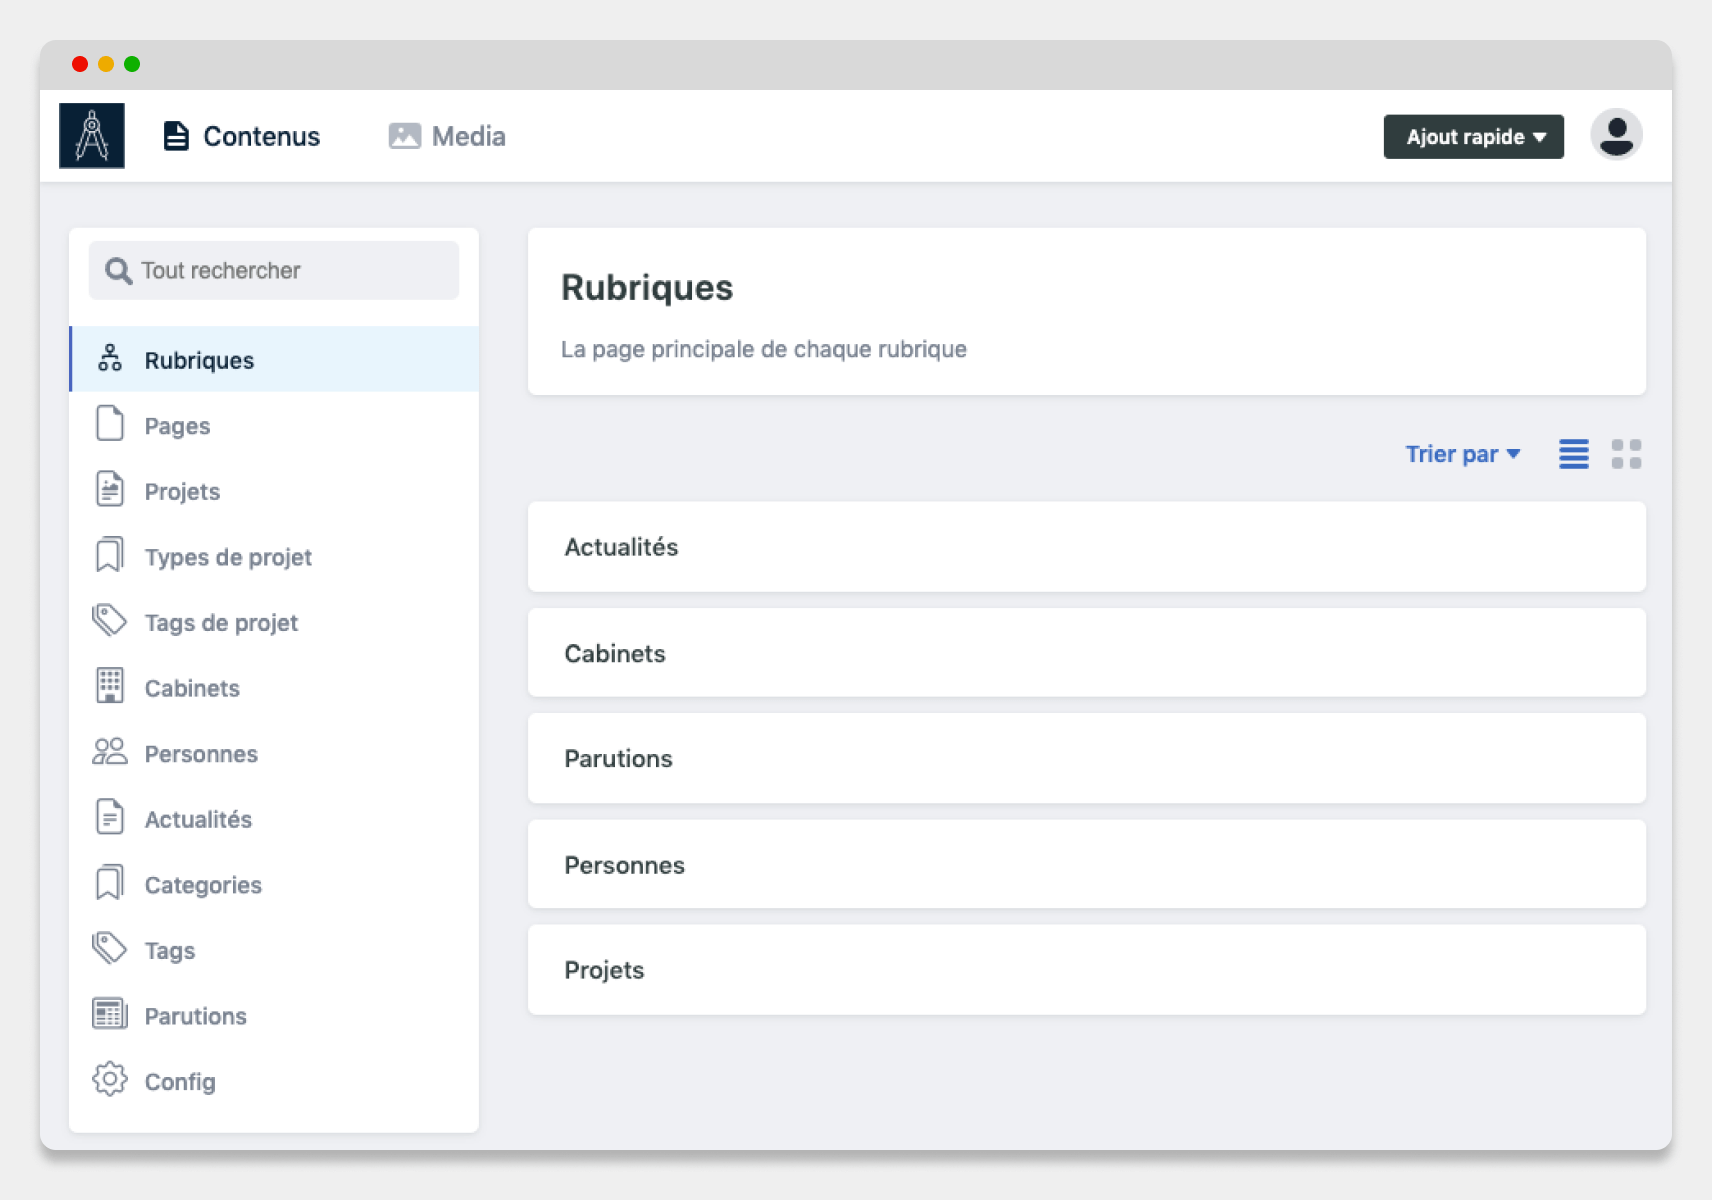 Contenus
Media
Ajout rapide
Tout rechercher
Rubriques
Pages
Projets
Types de projet
Tags de projet
Cabinets
Personnes
Actualités
Categories
Tags
Parutions
Config
Rubriques
La page principale de chaque rubrique
Trier par
Actualités
Cabinets
Parutions
Personnes
Projets